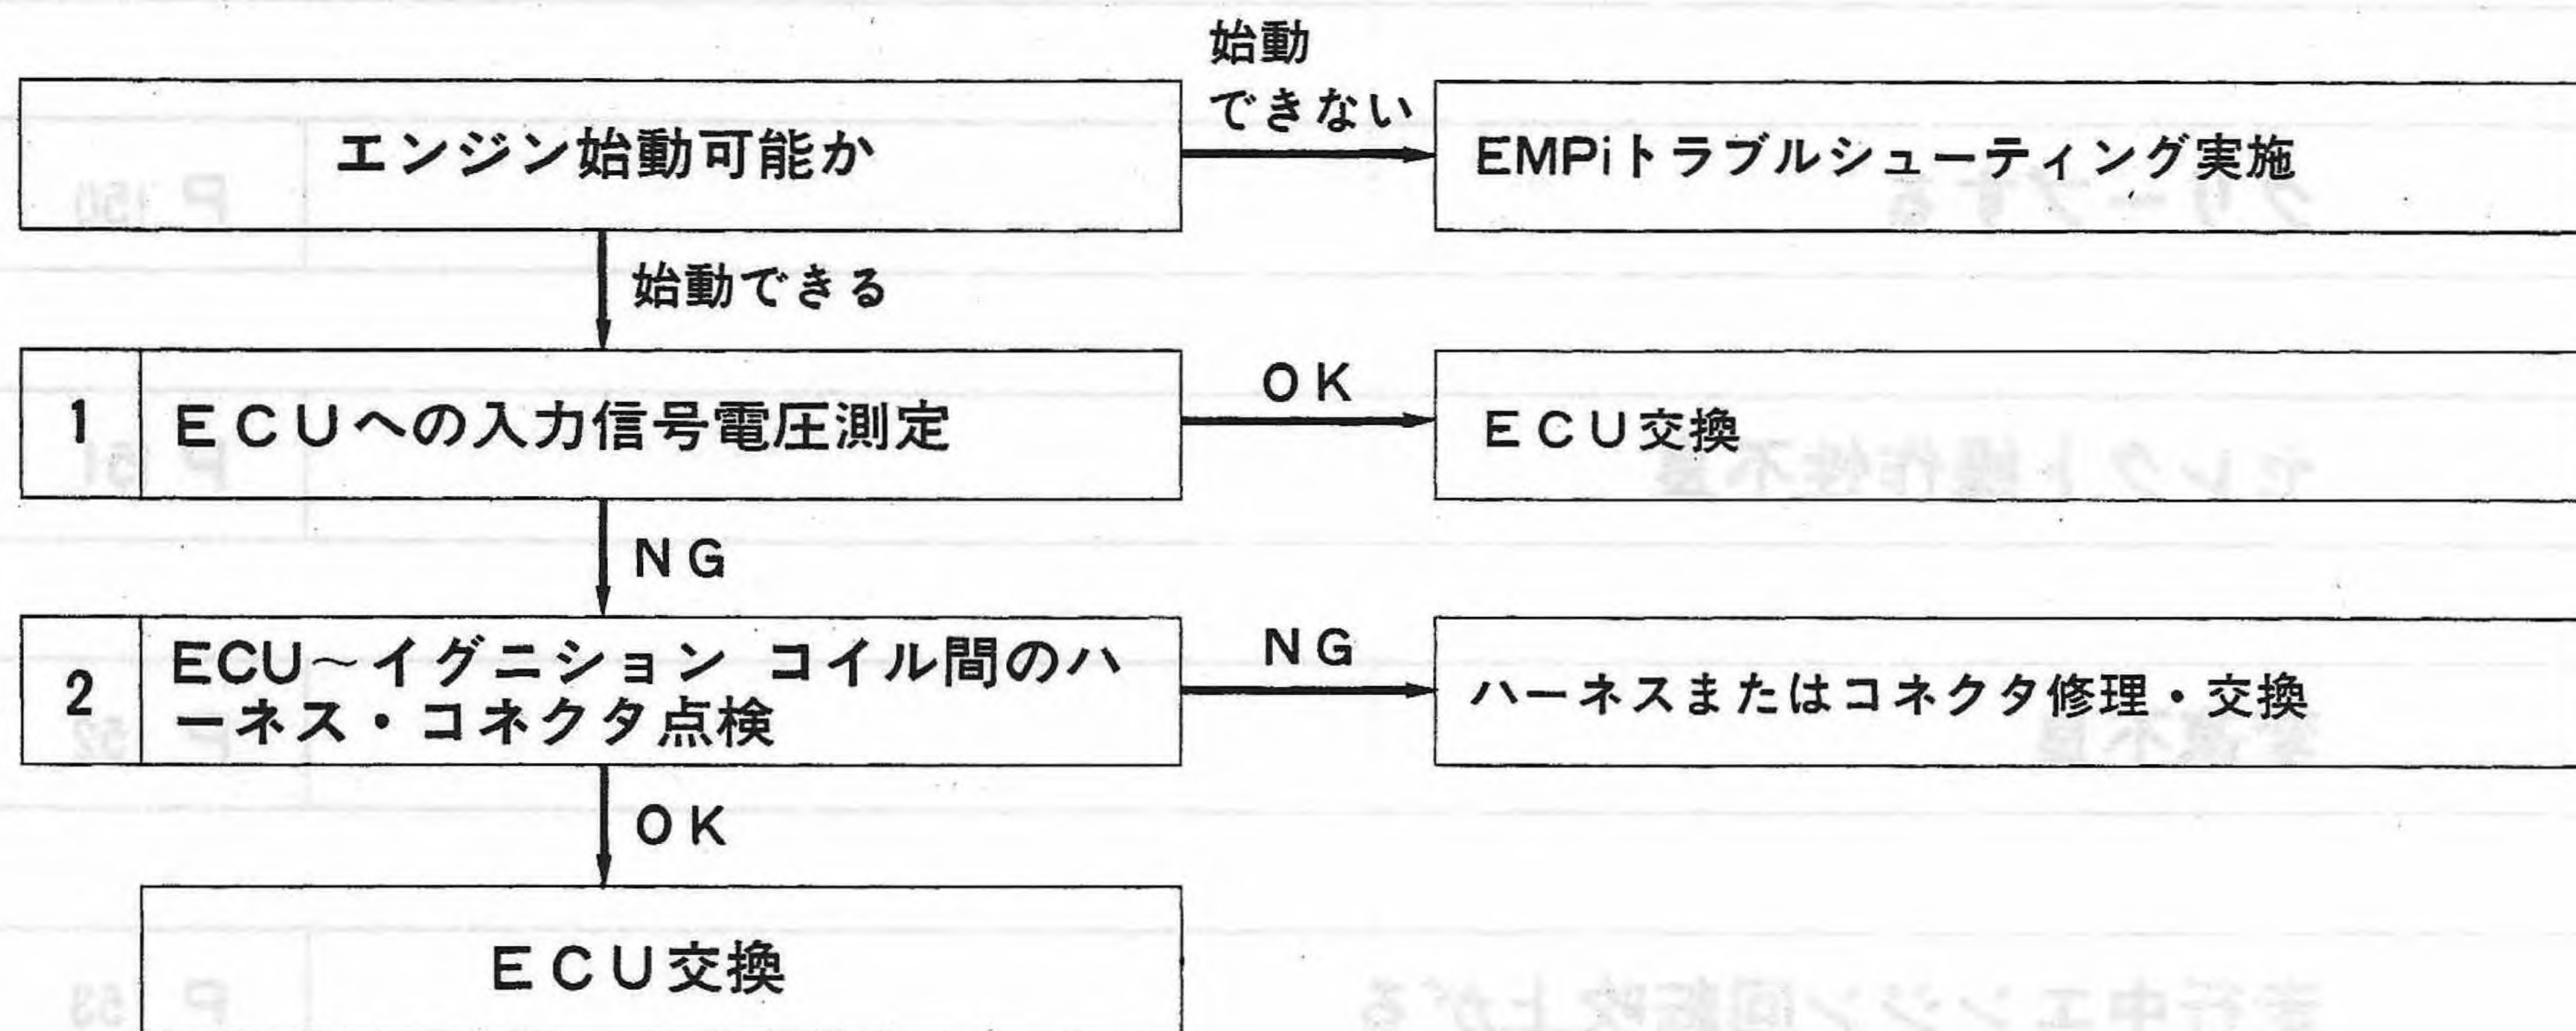 始動
できない
エンジン始動可能か
EMPiトラブルシューティング実施
始動できる
1 ECUへの入力信号電圧測定
OK
ECU交換
NG
2 ECU〜イグニション コイル間のハ
ーネス・コネクタ点検
NG
ハーネスまたはコネクタ修理・交換
OK
ECU交換